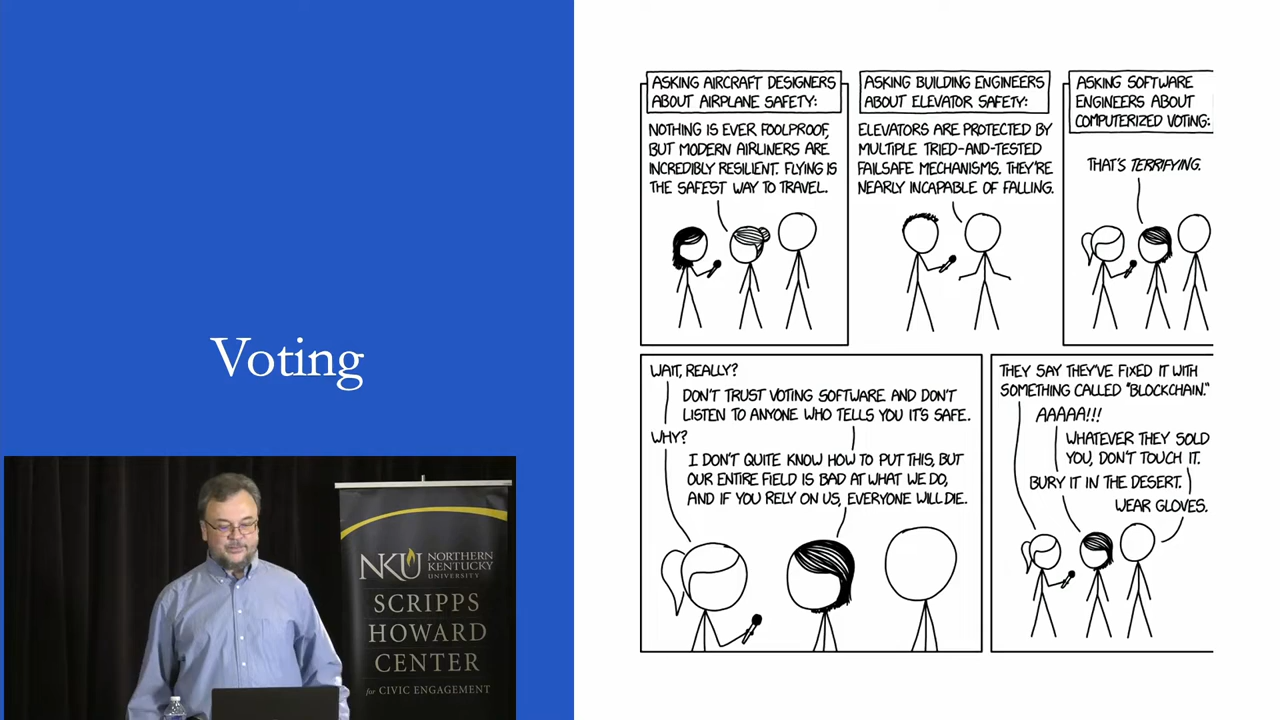 Voting
ASKING AIRCRAFT DESIGNERS
ABOUT AIRPLANE SAFETY:
NOTHING IS EVER FOOLPROOF,
BUT MODERN AIRLINERS ARE
INCREDIBLY RESILIENT. FLYING IS
THE SAFEST WAY TO TRAVEL.
ASKING BUILDING ENGINEERS
ABOUT ELEVATOR SAFETY:
ELEVATORS ARE PROTECTED BY
MULTIPLE TRIED-AND-TESTED
FAILSAFE MECHANISMS. THEY'RE
NEARLY INCAPABLE OF FALLING.
ASKING SOFTWARE
ENGINEERS ABOUT
COMPUTERIZED VOTING:
THAT'S TERRIFYING.
WAIT, REALLY?
DON'T TRUST VOTING SOFTWARE AND DON'T
LISTEN TO ANYONE WHO TELLS YOU IT'S SAFE.
WHY?
I DON'T QUITE KNOW HOW TO PUT THIS, BUT
OUR ENTIRE FIELD IS BAD AT WHAT WE DO,
AND IF YOU RELY ON US, EVERYONE WILL DIE.
THEY SAY THEY'VE FIXED IT WITH
SOMETHING CALLED "BLOCKCHAIN."
AAAAA!!!
WHATEVER THEY SOLD
YOU, DON'T TOUCH IT.
BURY IT IN THE DESERT.
WEAR GLOVES.
NKU NORTHERN
KENTUCKY
UNIVERSITY
SCRIPPS
HOWARD
CENTER
for CIVIC ENGAGEMENT